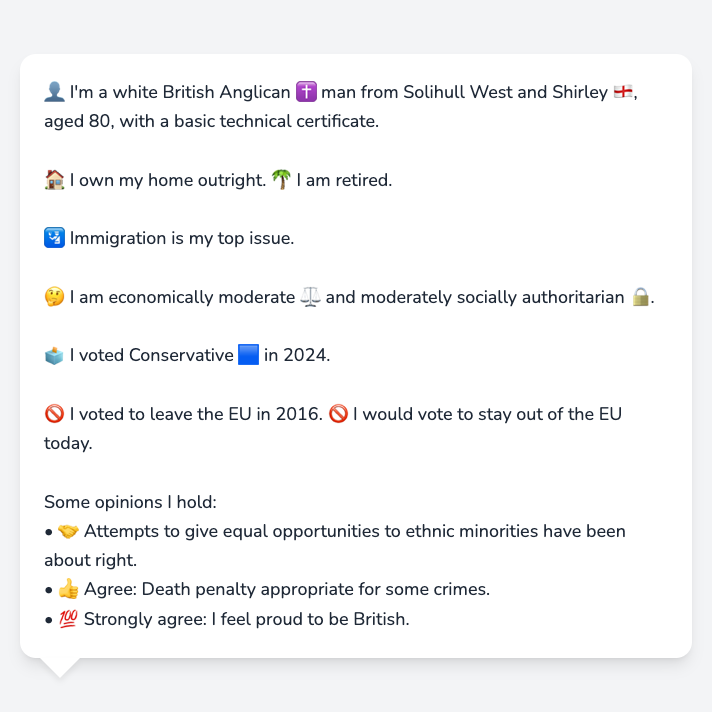 👤 I'm a white British Anglican ✝️ man from Solihull West and Shirley 🏴󠁧󠁢󠁥󠁮󠁧󠁿,
aged 80, with a basic technical certificate.
🏠 I own my home outright. 🌴 I am retired.
🛂 Immigration is my top issue.
🤔 I am economically moderate ⚖️ and moderately socially authoritarian 🔒.
🗳️ I voted Conservative 🟦 in 2024.
🚫 I voted to leave the EU in 2016. 🚫 I would vote to stay out of the EU
today.
Some opinions I hold:
• 🤝 Attempts to give equal opportunities to ethnic minorities have been
about right.
• 👍 Agree: Death penalty appropriate for some crimes.
• 💯 Strongly agree: I feel proud to be British.